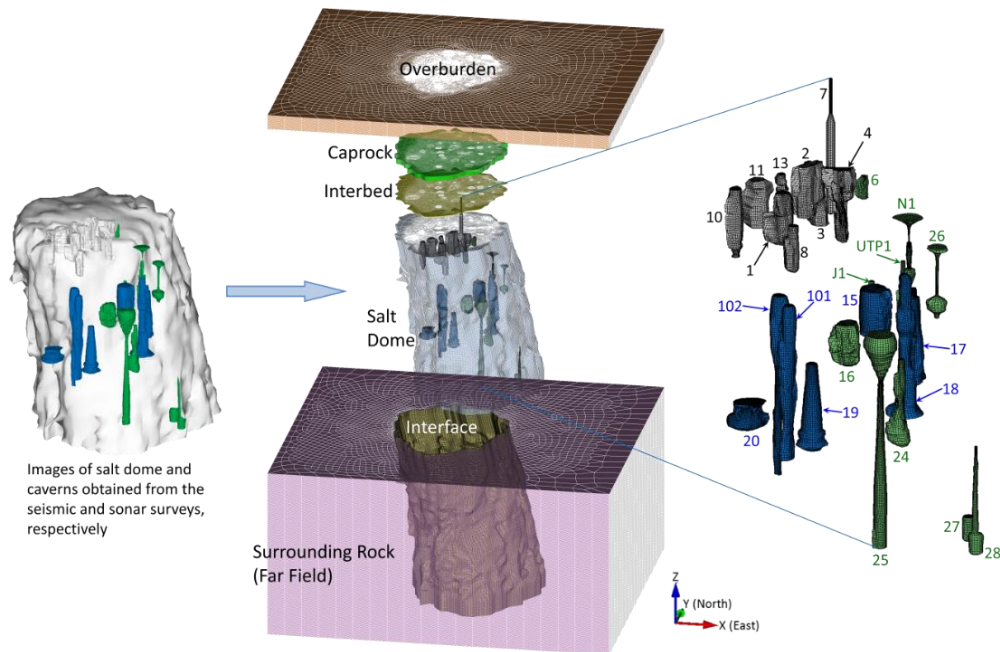 Overburden
Caprock
Interbed
Salt
Dome
Interface
Surrounding Rock
(Far Field)
Images of salt dome and
caverns obtained from the
seismic and sonar surveys,
respectively
7
4
2
13
11
6
10
3
8
1
N1
26
UTP1
J1
101
15
102
17
16
18
19
20
24
27
28
25
Z
Y (North)
X (East)